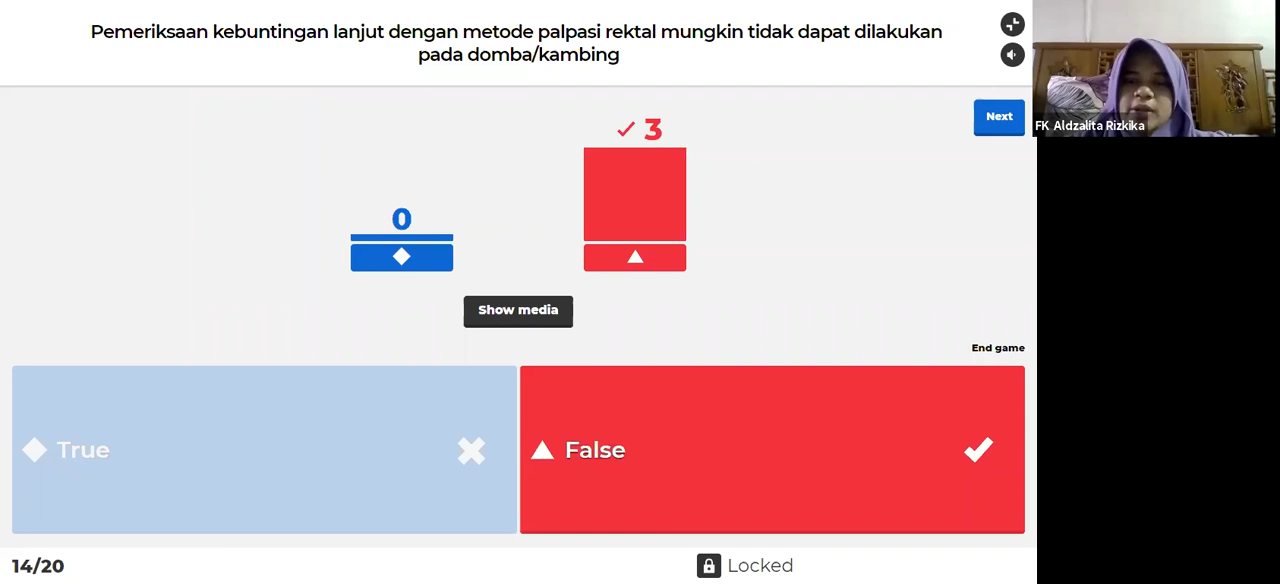 Pemeriksaan kebuntingan lanjut dengan metode palpasi rektal mungkin tidak dapat dilakukan
pada domba/kambing
Next
FK Aldzalita Rizkika
3
0
Show media
End game
True
False
14/20
Locked